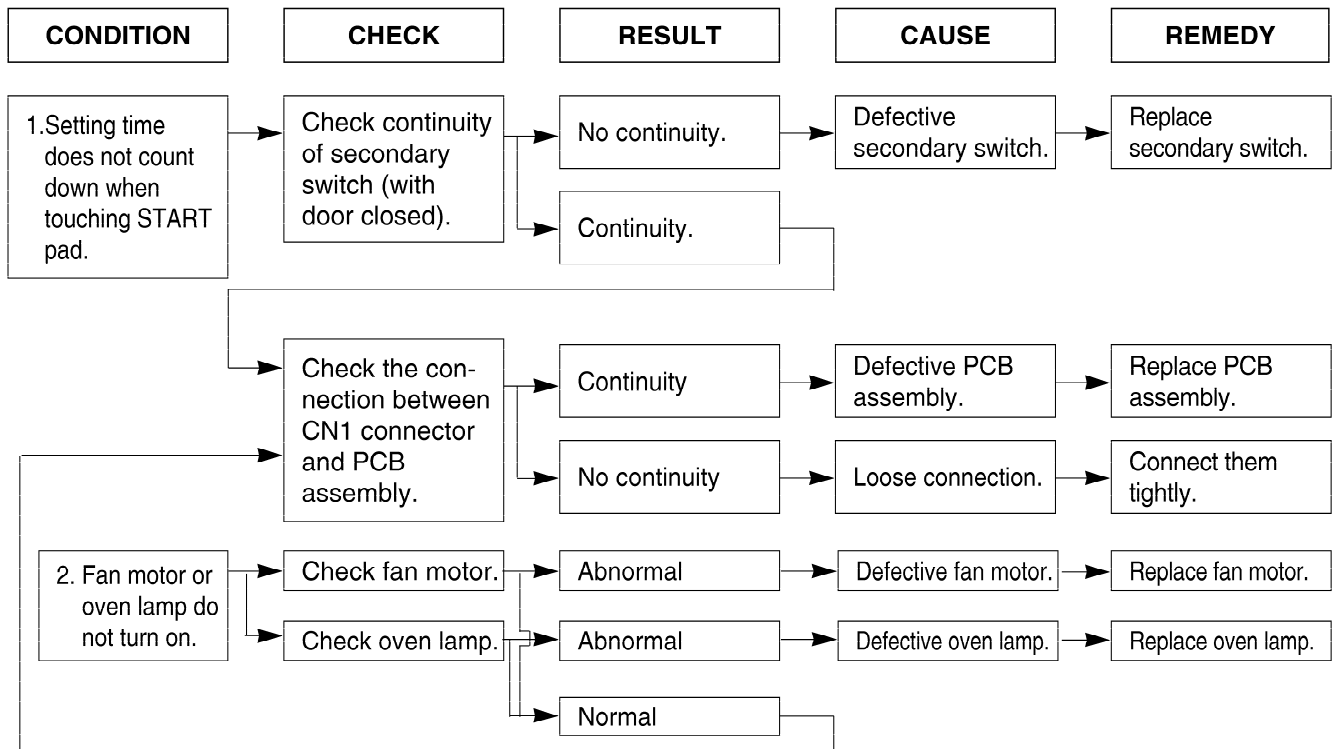 CONDITION
CHECK
RESULT
CAUSE
REMEDY
1.Setting time
does not count
down when
touching START
pad.
Check continuity
of secondary
switch (with
door closed).
No continuity.
Defective
secondary switch.
Replace
secondary switch.
Continuity.
Check the con-
nection between
CN1 connector
and PCB
assembly.
Continuity
Defective PCB
assembly.
Replace PCB
assembly.
No continuity
Loose connection.
Connect them
tightly.
2. Fan motor or
oven lamp do
not turn on.
Check fan motor.
Abnormal
Defective fan motor.
Replace fan motor.
Check oven lamp.
Abnormal
Defective oven lamp.
Replace oven lamp.
Normal